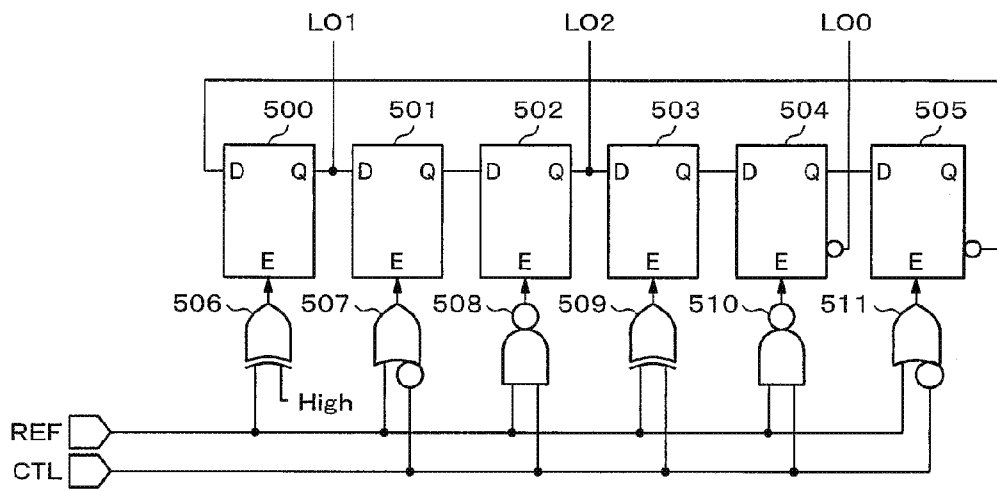 LO1 LO2 LO0
500 501 502 503 504 505
D Q D Q D Q D Q D Q D Q
E E E E E E
506 507 508 509 510 511
High
REF
CTL